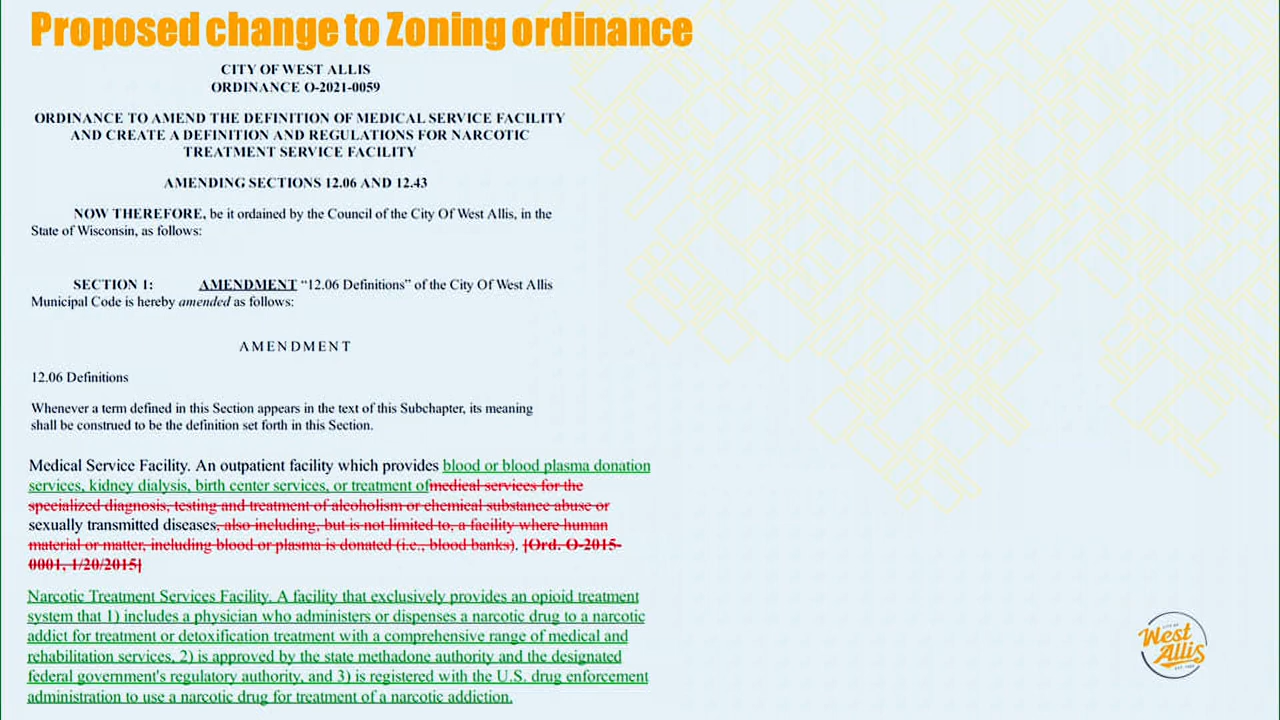 Proposed change to Zoning ordinance
CITY OF WEST ALLIS
ORDINANCE O-2021-0059
ORDINANCE TO AMEND THE DEFINITION OF MEDICAL SERVICE FACILITY
AND CREATE A DEFINITION AND REGULATIONS FOR NARCOTIC
TREATMENT SERVICE FACILITY
AMENDING SECTIONS 12.06 AND 12.43
NOW THEREFORE, be it ordained by the Council of the City Of West Allis, in the
State of Wisconsin, as follows:
SECTION 1: AMENDMENT “12.06 Definitions” of the City Of West Allis
Municipal Code is hereby amended as follows:
AMENDMENT
12.06 Definitions
Whenever a term defined in this Section appears in the text of this Subchapter, its meaning
shall be construed to be the definition set forth in this Section.
Medical Service Facility. An outpatient facility which provides blood or blood plasma donation
services, kidney dialysis, birth center services, or treatment ofmedical services for the
specialized diagnosis, testing and treatment of alcoholism or chemical substance abuse or
sexually transmitted diseases, also including, but is not limited to, a facility where human
material or matter, including blood or plasma is donated (i.e., blood banks). [Ord. O-2015-
0001, 1/20/2015]
Narcotic Treatment Services Facility. A facility that exclusively provides an opioid treatment
system that 1) includes a physician who administers or dispenses a narcotic drug to a narcotic
addict for treatment or detoxification treatment with a comprehensive range of medical and
rehabilitation services, 2) is approved by the state methadone authority and the designated
federal government's regulatory authority, and 3) is registered with the U.S. drug enforcement
administration to use a narcotic drug for treatment of a narcotic addiction.
CITY OF
West
Allis